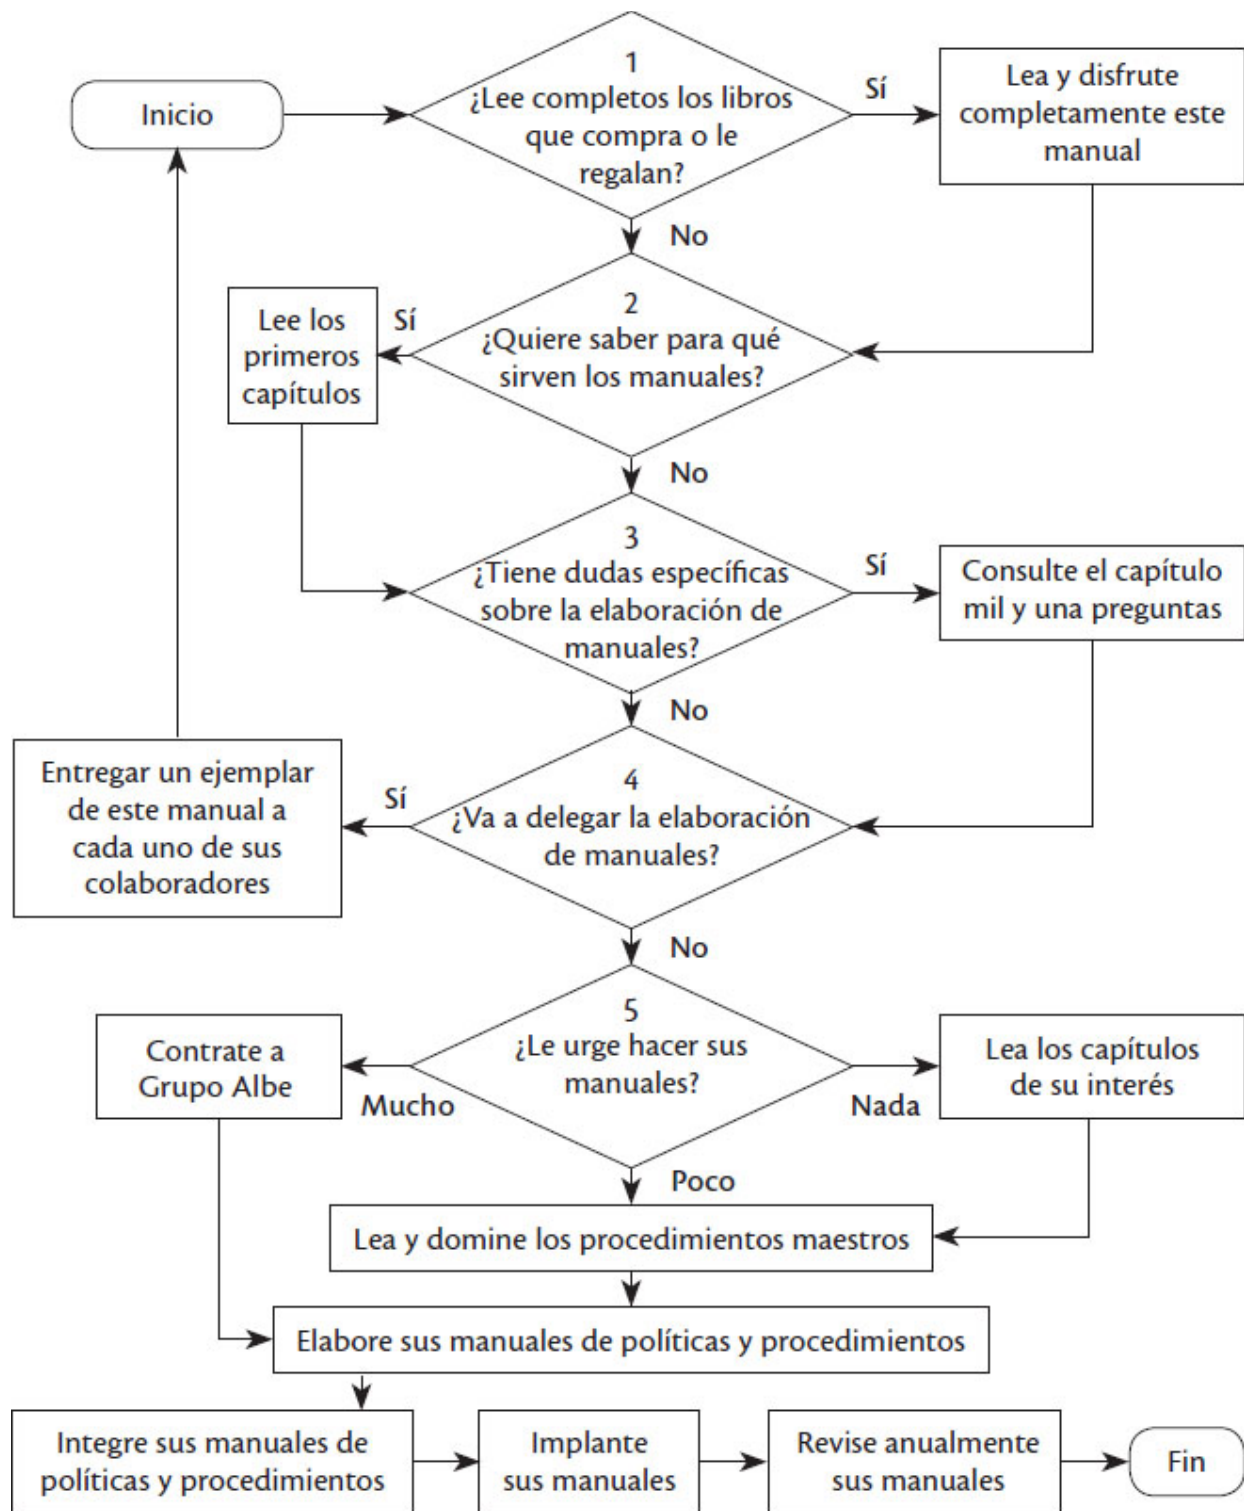 Inicio
1
¿Lee completos los libros
que compra o le
regalan?
Sí
Lea y disfrute
completamente este
manual
No
Lee los
primeros
capítulos
Sí
2
¿Quiere saber para qué
sirven los manuales?
No
3
¿Tiene dudas específicas
sobre la elaboración de
manuales?
Sí
Consulte el capítulo
mil y una preguntas
No
Entregar un ejemplar
de este manual a
cada uno de sus
colaboradores
Sí
4
¿Va a delegar la elaboración
de manuales?
No
Contrate a
Grupo Albe
Mucho
5
¿Le urge hacer sus
manuales?
Nada
Lea los capítulos
de su interés
Poco
Lea y domine los procedimientos maestros
Elabore sus manuales de políticas y procedimientos
Integre sus manuales de
políticas y procedimientos
Implante
sus manuales
Revise anualmente
sus manuales
Fin